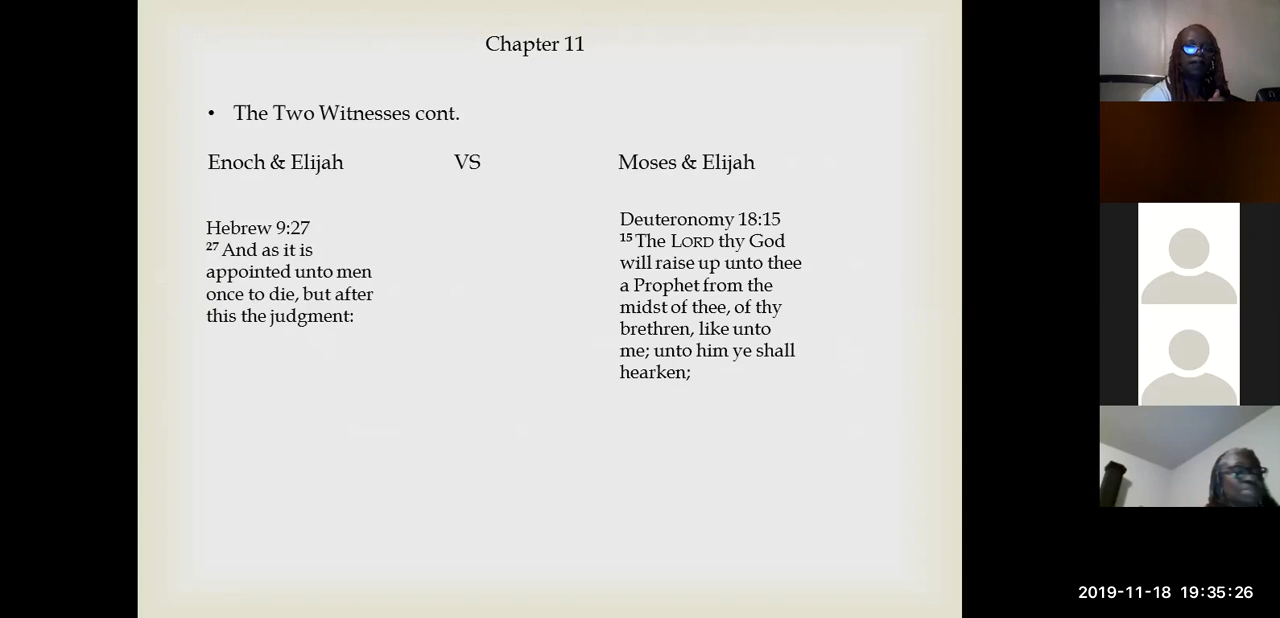 Chapter 11
• The Two Witnesses cont.
Enoch & Elijah VS Moses & Elijah
Hebrew 9:27
27 And as it is
appointed unto men
once to die, but after
this the judgment:
Deuteronomy 18:15
15 The LORD thy God
will raise up unto thee
a Prophet from the
midst of thee, of thy
brethren, like unto
me; unto him ye shall
hearken;
2019-11-18 19:35:26